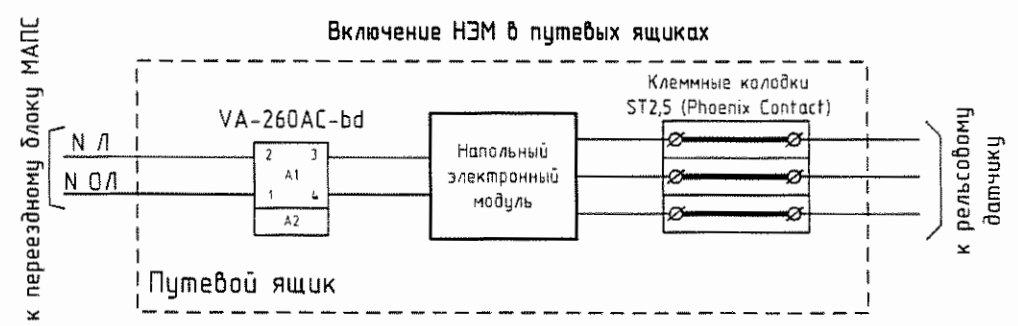 Включение НЭМ в путевых ящиках
к переездному блоку МАПС
N Л
N ОЛ
VA-260AC-bd
2 3
A1
1 4
A2
Напольный
электронный
модуль
Клеммные колодки
ST2,5 (Phoenix Contact)
к рельсовому
датчику
Путевой ящик